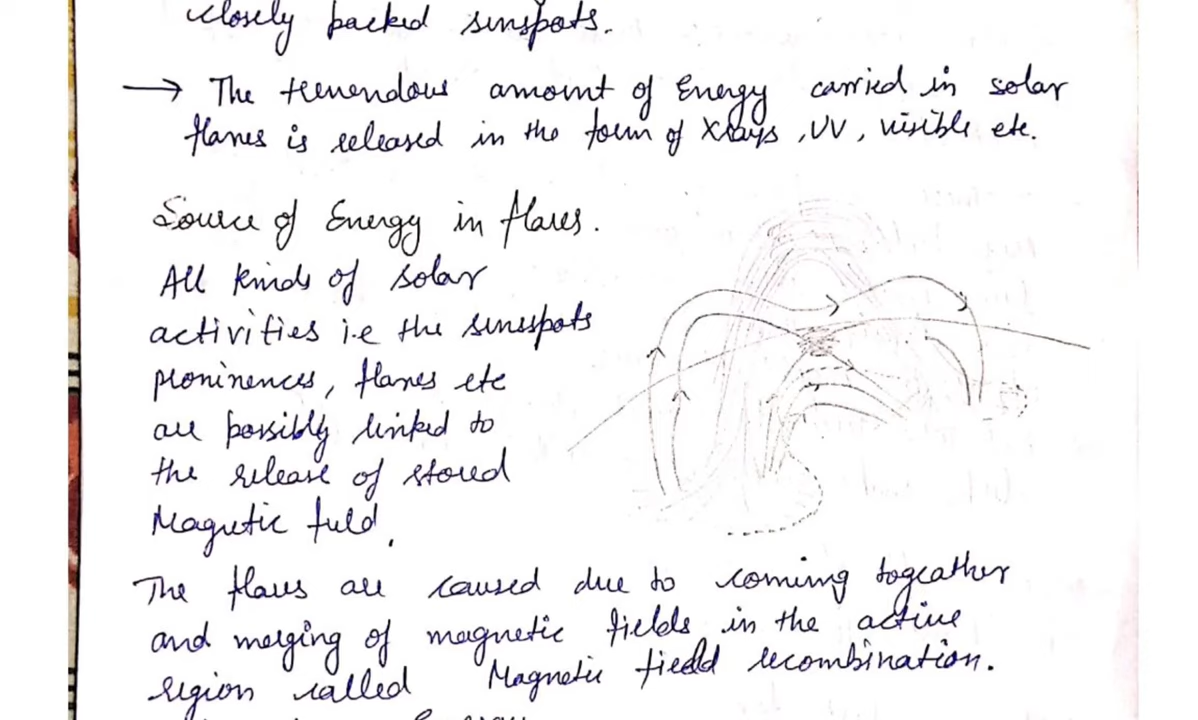 closely packed sunspots.
→ The tremendous amount of Energy carried in solar
flares is released in the form of Xrays, UV, visible etc.
Source of Energy in flares.
All kinds of solar
activities i.e the sunspots
prominences, flares etc
are possibly linked to
the release of stored
Magnetic field.
The flares are caused due to coming togeather
and merging of magnetic fields in the active
region called Magnetic field recombination.